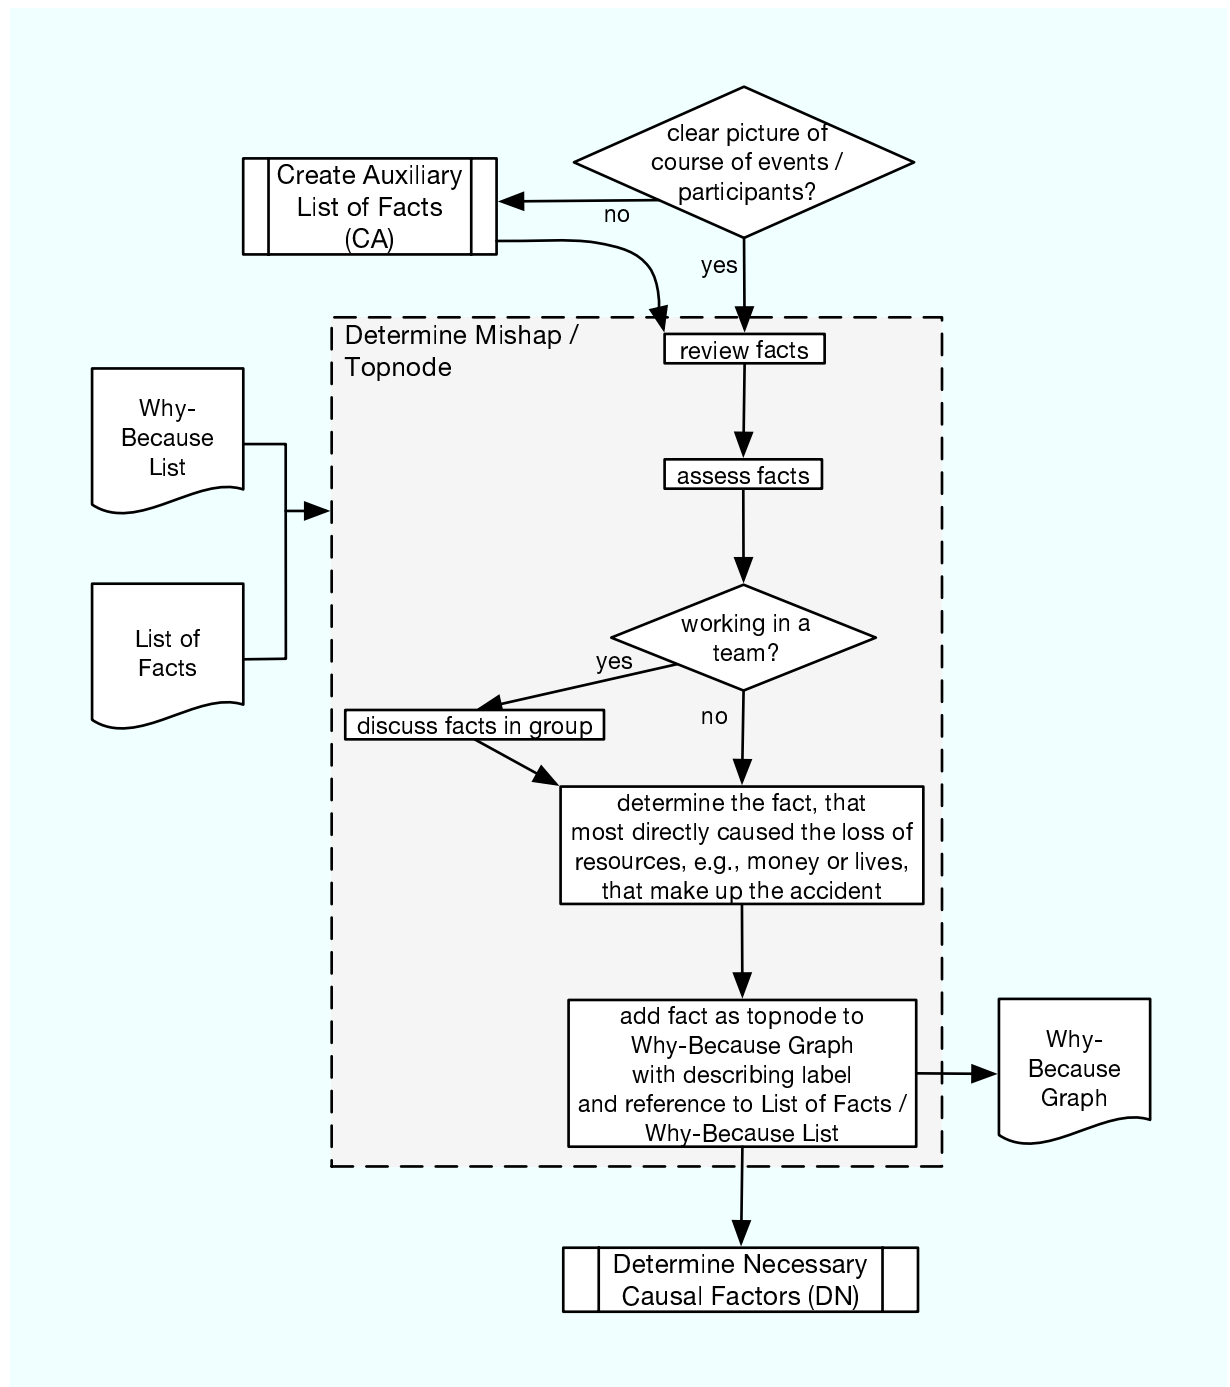 clear picture of
course of events /
participants?
Create Auxiliary
List of Facts
(CA)
no
yes
Determine Mishap /
Topnode
review facts
Why-
Because
List
assess facts
List of
Facts
working in a
team?
yes
no
discuss facts in group
determine the fact, that
most directly caused the loss of
resources, e.g., money or lives,
that make up the accident
add fact as topnode to
Why-Because Graph
with describing label
and reference to List of Facts /
Why-Because List
Why-
Because
Graph
Determine Necessary
Causal Factors (DN)